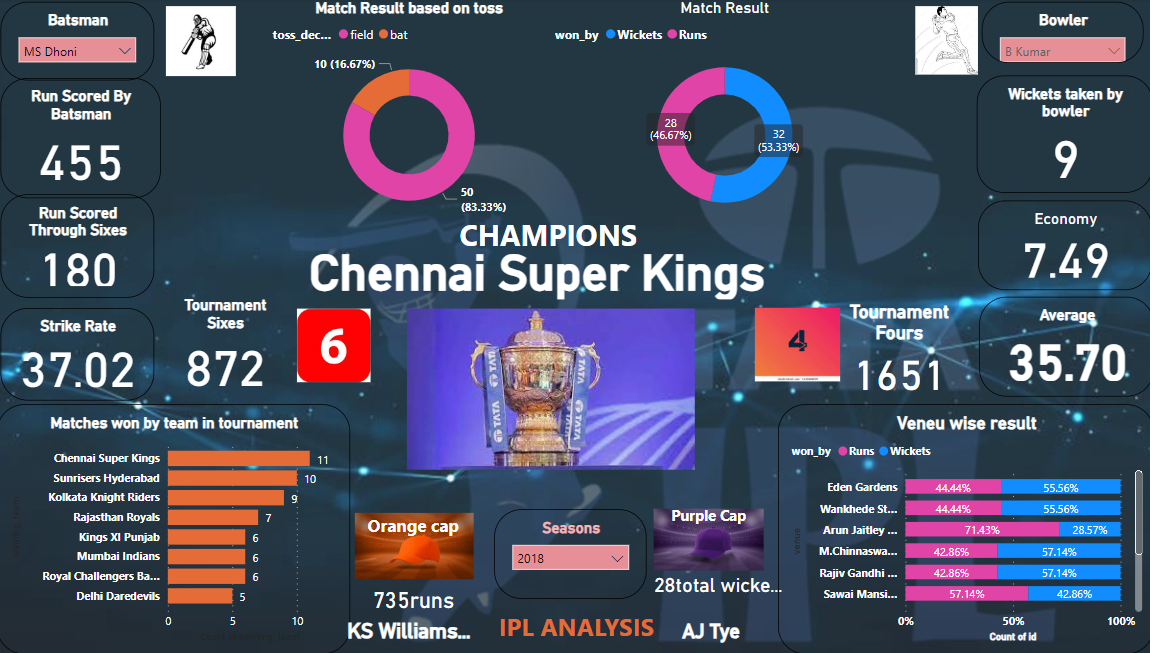 Batsman
MS Dhoni
Run Scored By
Batsman
455
Run Scored
Through Sixes
180
Strike Rate
37.02
Match Result based on toss
toss_dec... field bat
10 (16.67%)
50
(83.33%)
Match Result
won_by Wickets Runs
28
(46.67%)
32
(53.33%)
Bowler
B Kumar
Wickets taken by
bowler
9
Economy
7.49
Average
35.70
CHAMPIONS
Chennai Super Kings
Tournament
Sixes
872
6
TATA
TATA
4
Tournament
Fours
1651
Matches won by team in tournament
Chennai Super Kings 11
Sunrisers Hyderabad 10
Kolkata Knight Riders 9
Rajasthan Royals 7
Kings XI Punjab 6
Mumbai Indians 6
Royal Challengers Ba... 6
Delhi Daredevils 5
0 5 10
Orange cap
735runs
KS Williams...
Seasons
2018
IPL ANALYSIS
Purple Cap
28total wicke...
AJ Tye
Veneu wise result
won_by Runs Wickets
venue
Eden Gardens 44.44% 55.56%
Wankhede St... 44.44% 55.56%
Arun Jaitley ... 71.43% 28.57%
M.Chinnaswa... 42.86% 57.14%
Rajiv Gandhi ... 42.86% 57.14%
Sawai Mansi... 57.14% 42.86%
0% 50% 100%
Count of id